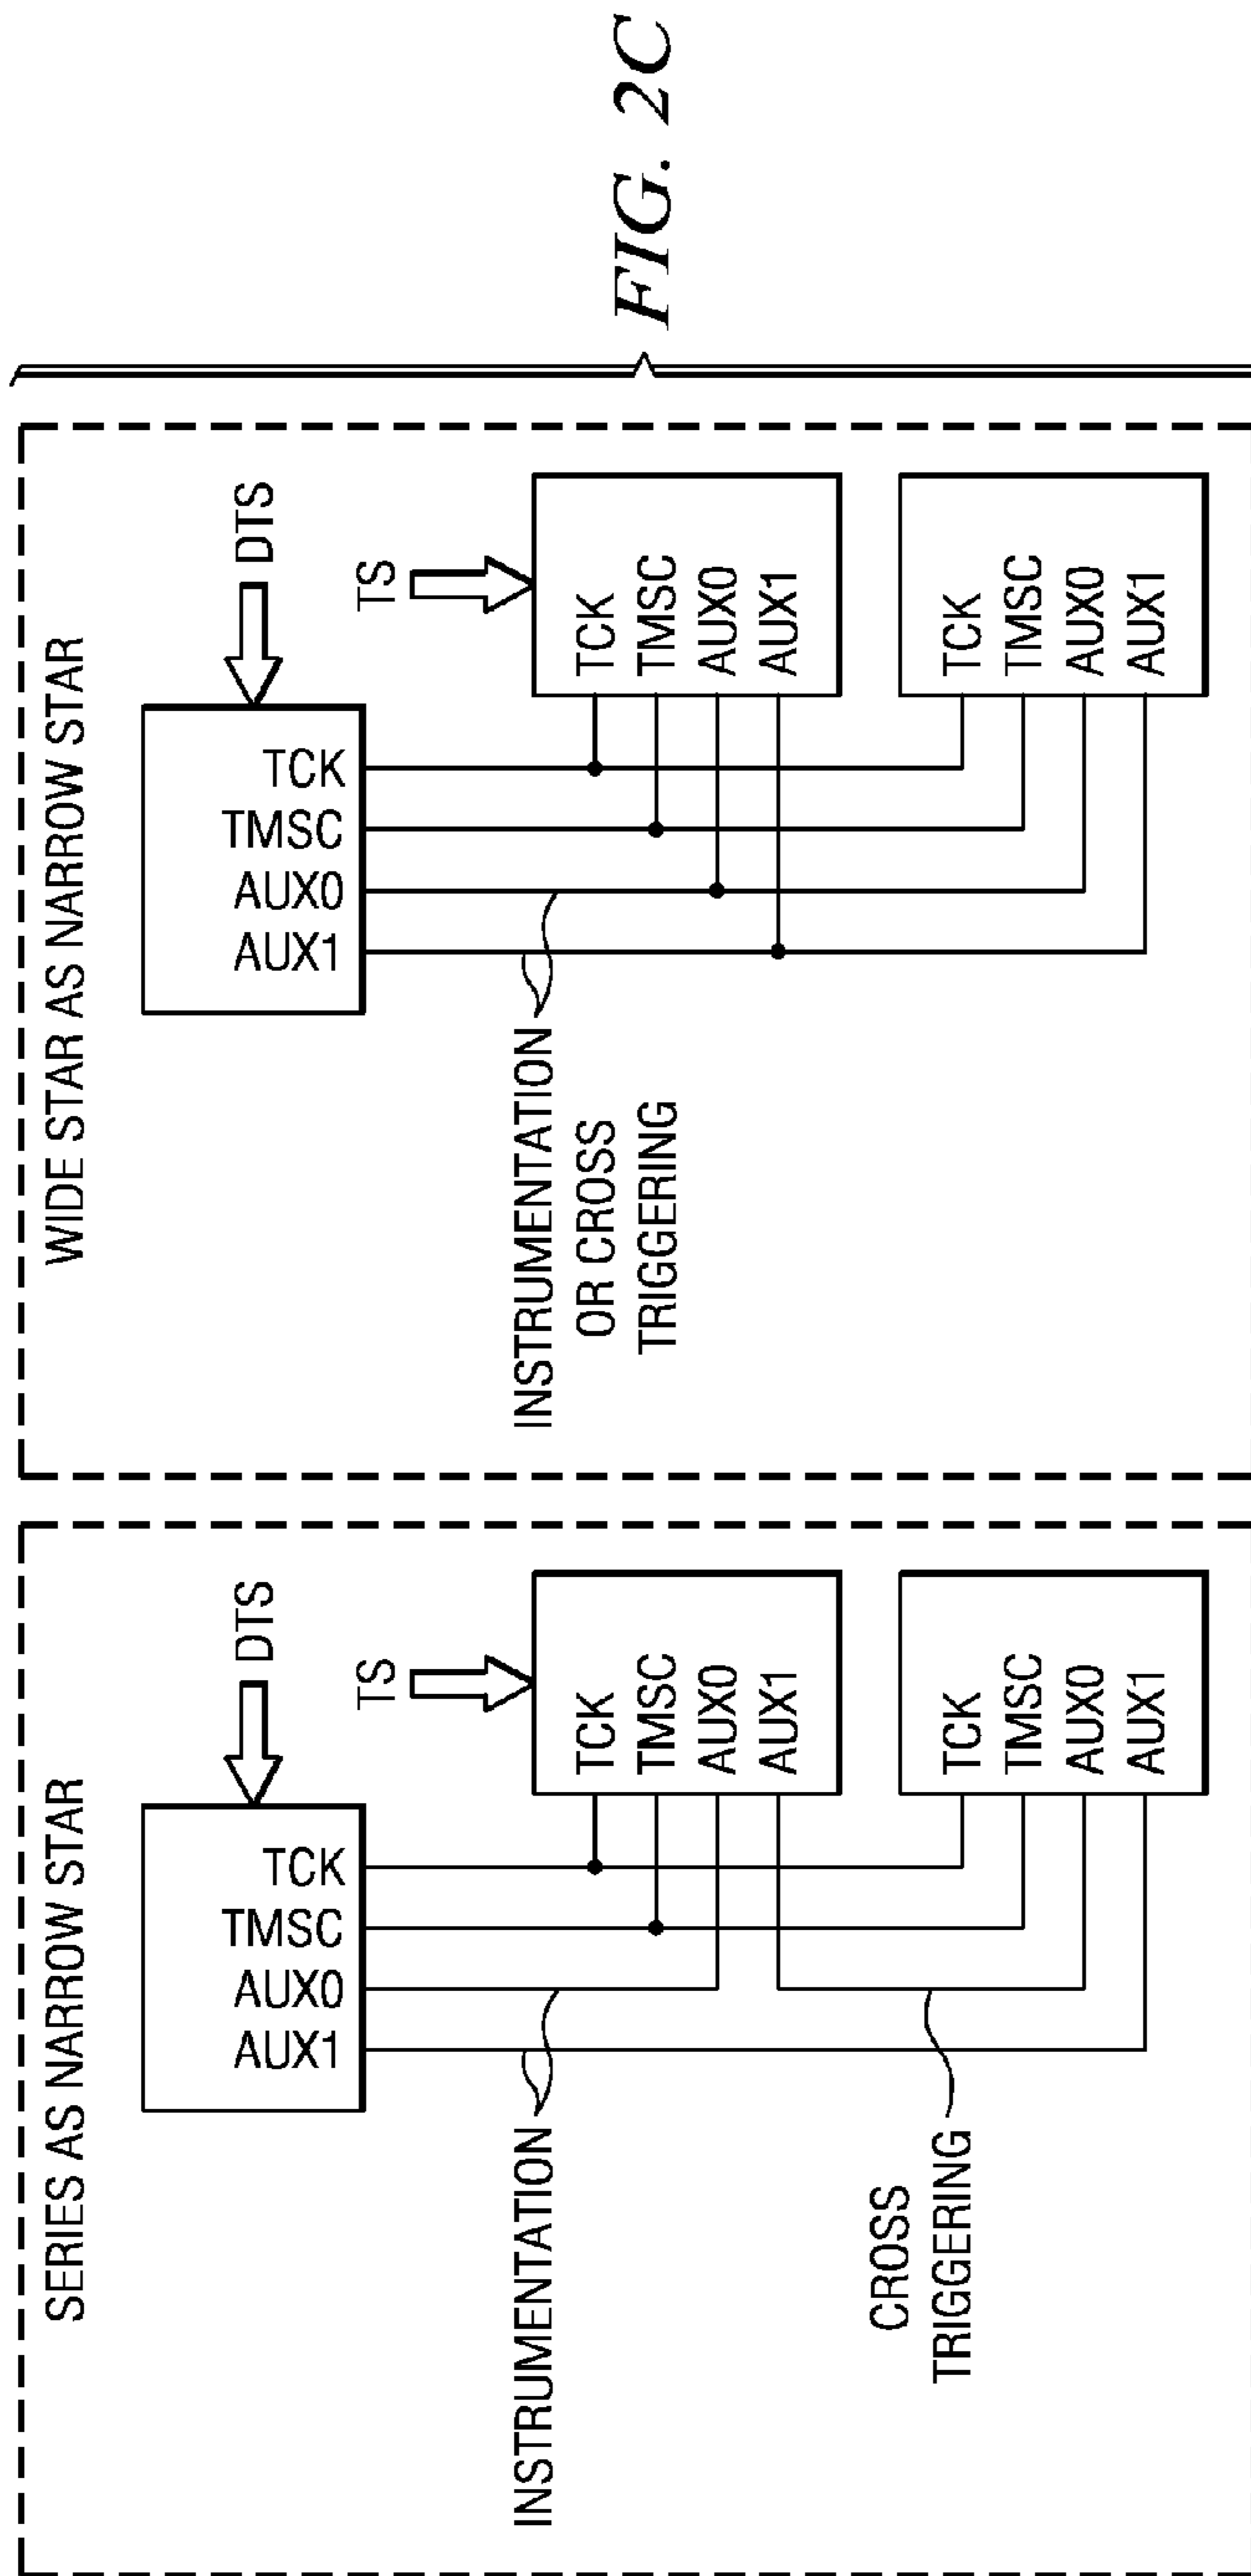 SERIES AS NARROW STAR
DTS
TCK
TMSC
AUX0
AUX1
TS
INSTRUMENTATION
TCK
TMSC
AUX0
AUX1
CROSS
TRIGGERING
TCK
TMSC
AUX0
AUX1
WIDE STAR AS NARROW STAR
DTS
TCK
TMSC
AUX0
AUX1
TS
INSTRUMENTATION
OR CROSS
TRIGGERING
TCK
TMSC
AUX0
AUX1
TCK
TMSC
AUX0
AUX1
FIG. 2C